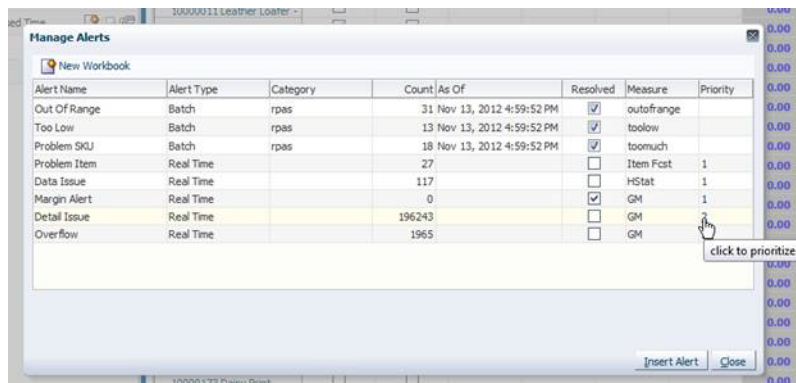 10000011 Leather Loafer -
0.00
Manage Alerts
0.00
0.00
New Workbook
0.00
Alert Name Alert Type Category Count As Of Resolved Measure Priority
0.00
Out Of Range Batch rpas 31 Nov 13, 2012 4:59:52 PM outofrange
0.00
Too Low Batch rpas 13 Nov 13, 2012 4:59:52 PM toolow
0.00
Problem SKU Batch rpas 18 Nov 13, 2012 4:59:52 PM toomuch
0.00
Problem Item Real Time 27 Item Fcst 1
0.00
Data Issue Real Time 117 HStat 1
0.00
Margin Alert Real Time 0 GM 1
0.00
Detail Issue Real Time 196243 GM 2
0.00
Overflow Real Time 1965 GM
click to prioritize
0.00
0.00
0.00
0.00
0.00
Insert Alert Close
0.00
0.00